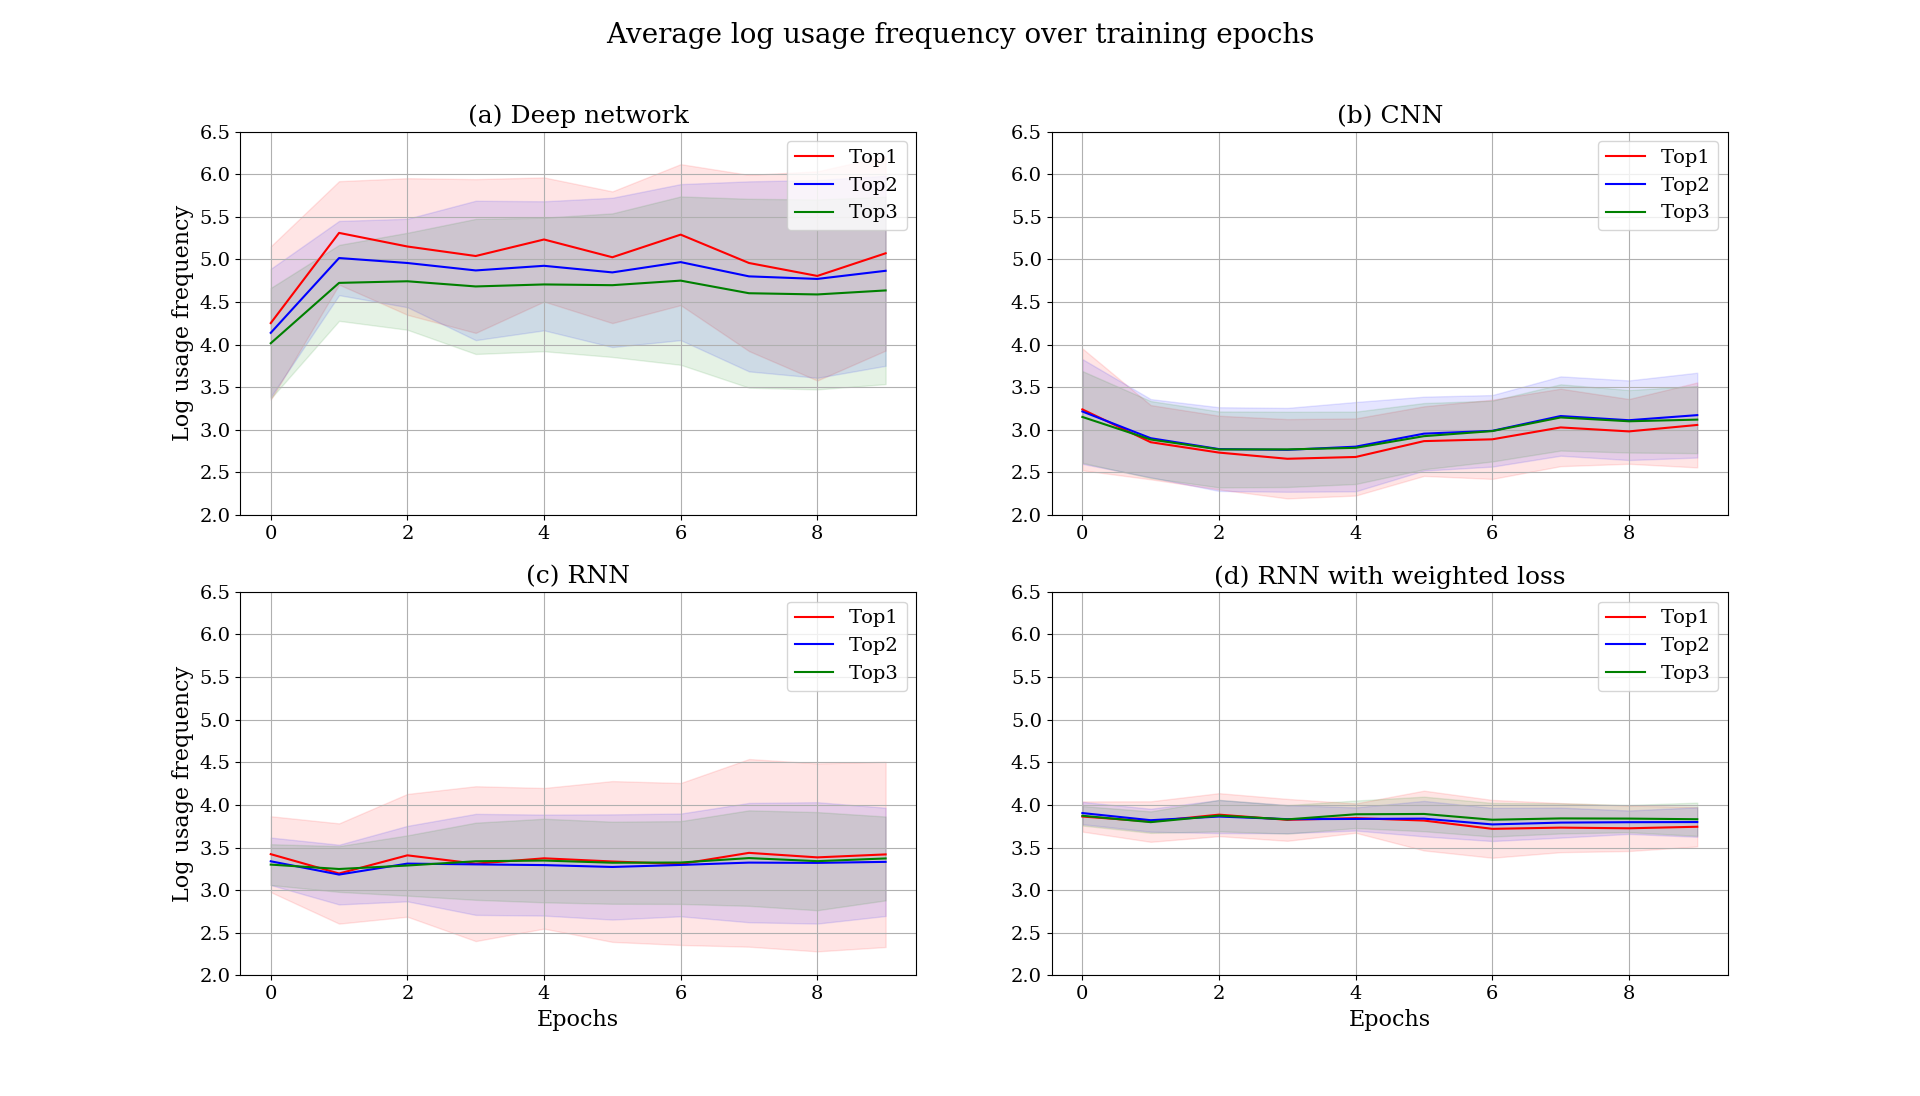 Average log usage frequency over training epochs
(a) Deep network
Log usage frequency
6.5
6.0
5.5
5.0
4.5
4.0
3.5
3.0
2.5
2.0
0 2 4 6 8
Top1
Top2
Top3
(b) CNN
6.5
6.0
5.5
5.0
4.5
4.0
3.5
3.0
2.5
2.0
0 2 4 6 8
Top1
Top2
Top3
(c) RNN
Log usage frequency
6.5
6.0
5.5
5.0
4.5
4.0
3.5
3.0
2.5
2.0
0 2 4 6 8
Epochs
Top1
Top2
Top3
(d) RNN with weighted loss
6.5
6.0
5.5
5.0
4.5
4.0
3.5
3.0
2.5
2.0
0 2 4 6 8
Epochs
Top1
Top2
Top3